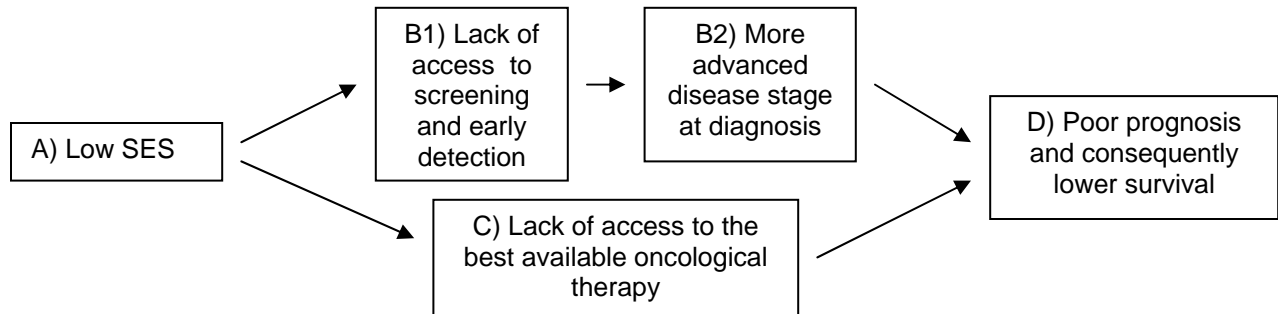 A) Low SES
B1) Lack of
access to
screening
and early
detection
B2) More
advanced
disease stage
at diagnosis
C) Lack of access to the
best available oncological
therapy
D) Poor prognosis
and consequently
lower survival